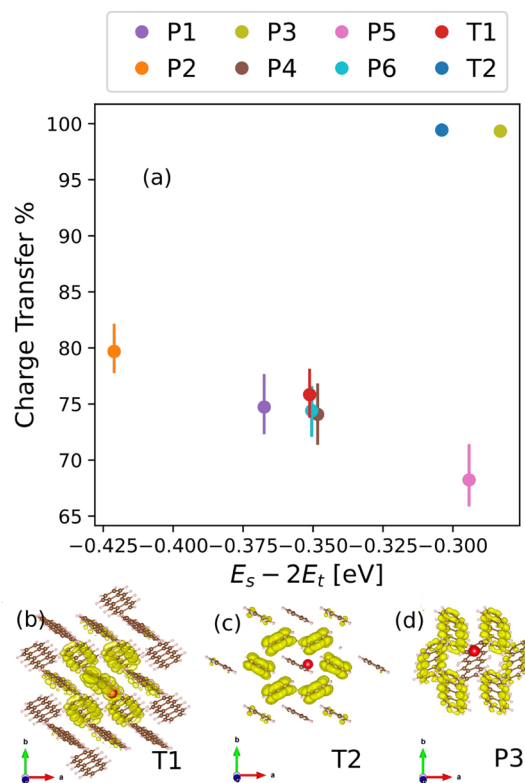 P1 P3 P5 T1
P2 P4 P6 T2
(a)
Charge Transfer %
100
95
90
85
80
75
70
65
−0.425 −0.400 −0.375 −0.350 −0.325 −0.300
E_s − 2E_t [eV]
(b) (c) (d)
b b b
a a a
T1 T2 P3